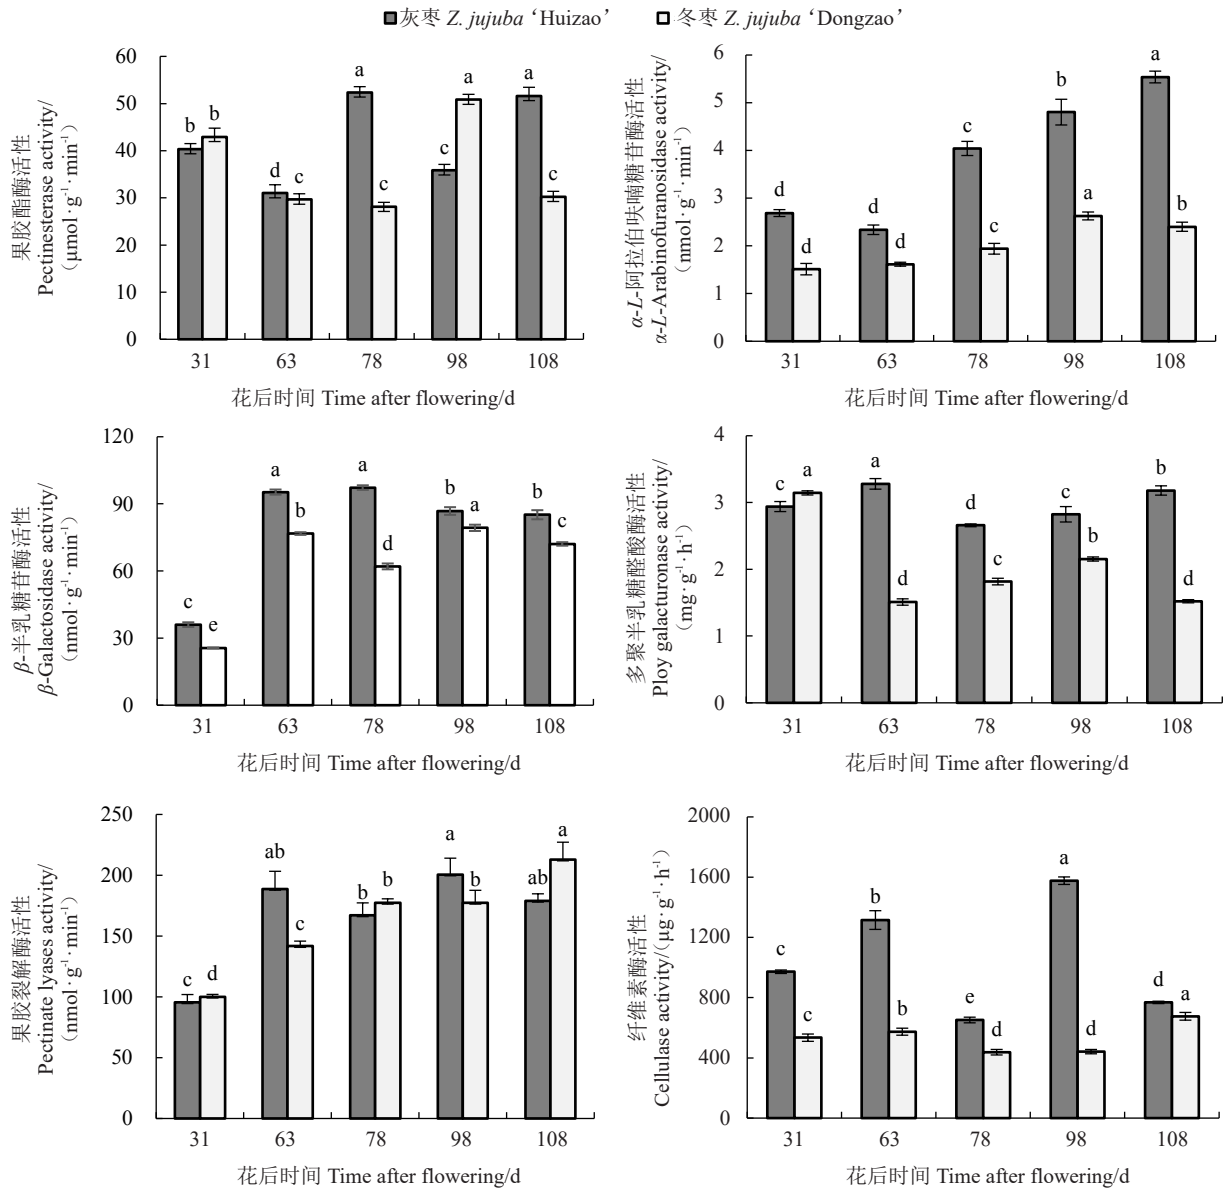 灰枣 Z. jujuba ‘Huizao’ 冬枣 Z. jujuba ‘Dongzao’
果胶酯酶活性
Pectinesterase activity/
(μmol·g⁻¹·min⁻¹)
60
50
40
30
20
10
0
b b d c a c c a a c
31 63 78 98 108
花后时间 Time after flowering/d
α-L-阿拉伯呋喃糖苷酶活性
α-L-Arabinofuranosidase activity/
(nmol·g⁻¹·min⁻¹)
6
5
4
3
2
1
0
d d d d c c b a a b
31 63 78 98 108
花后时间 Time after flowering/d
β-半乳糖苷酶活性
β-Galactosidase activity/
(nmol·g⁻¹·min⁻¹)
120
90
60
30
0
c e a b a d b a b c
31 63 78 98 108
花后时间 Time after flowering/d
多聚半乳糖醛酸酶活性
Ploy galacturonase activity/
(mg·g⁻¹·h⁻¹)
4
3
2
1
0
c a a d d c c b b d
31 63 78 98 108
花后时间 Time after flowering/d
果胶裂解酶活性
Pectinate lyases activity/
(nmol·g⁻¹·min⁻¹)
250
200
150
100
50
0
c d ab c b b a b ab a
31 63 78 98 108
花后时间 Time after flowering/d
纤维素酶活性
Cellulase activity/(μg·g⁻¹·h⁻¹)
2000
1600
1200
800
400
0
c c b b e d a d d a
31 63 78 98 108
花后时间 Time after flowering/d